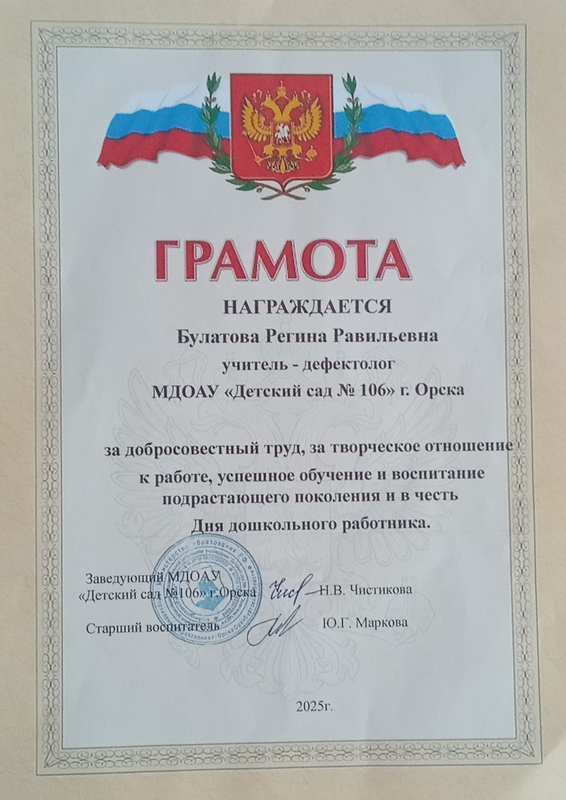 ГРАМОТА
НАГРАЖДАЕТСЯ
Булатова Регина Равильевна
учитель - дефектолог
МДОАУ «Детский сад № 106» г. Орска
за добросовестный труд, за творческое отношение
к работе, успешное обучение и воспитание
подрастающего поколения и в честь
Дня дошкольного работника.
Заведующий МДОАУ
«Детский сад №106» г.Орска Н.В. Чистикова
Старший воспитатель Ю.Г. Маркова
2025г.